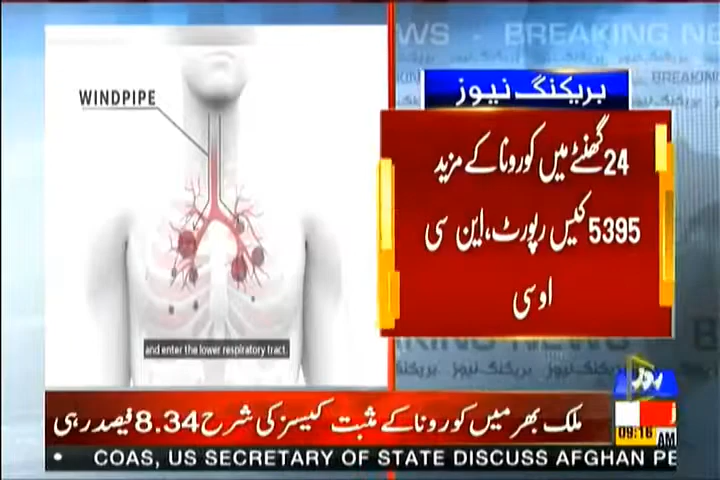 WS - BREAKING NE
WINDPIPE
بریکنگ نیوز
24 گھنٹے میں کورونا کے مزید
5395 کیس رپورٹ، این سی
او سی
and enter the lower respiratory tract.
روز
ملک بھر میں کورونا کے مثبت کیسز کی شرح 8.34 فیصد رہی
09:16 AM
• COAS, US SECRETARY OF STATE DISCUSS AFGHAN PE